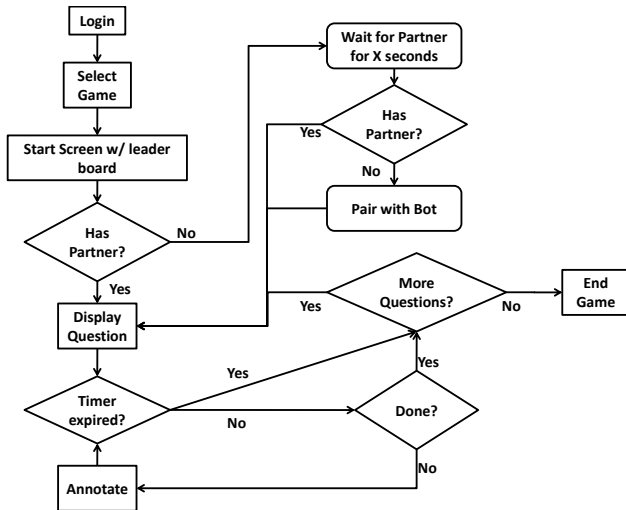 Login
Select
Game
Start Screen w/ leader
board
Has
Partner?
No
Yes
Wait for Partner
for X seconds
Has
Partner?
Yes
No
Pair with Bot
Display
Question
More
Questions?
Yes
No
End
Game
Timer
expired?
Yes
No
Done?
Yes
No
Annotate